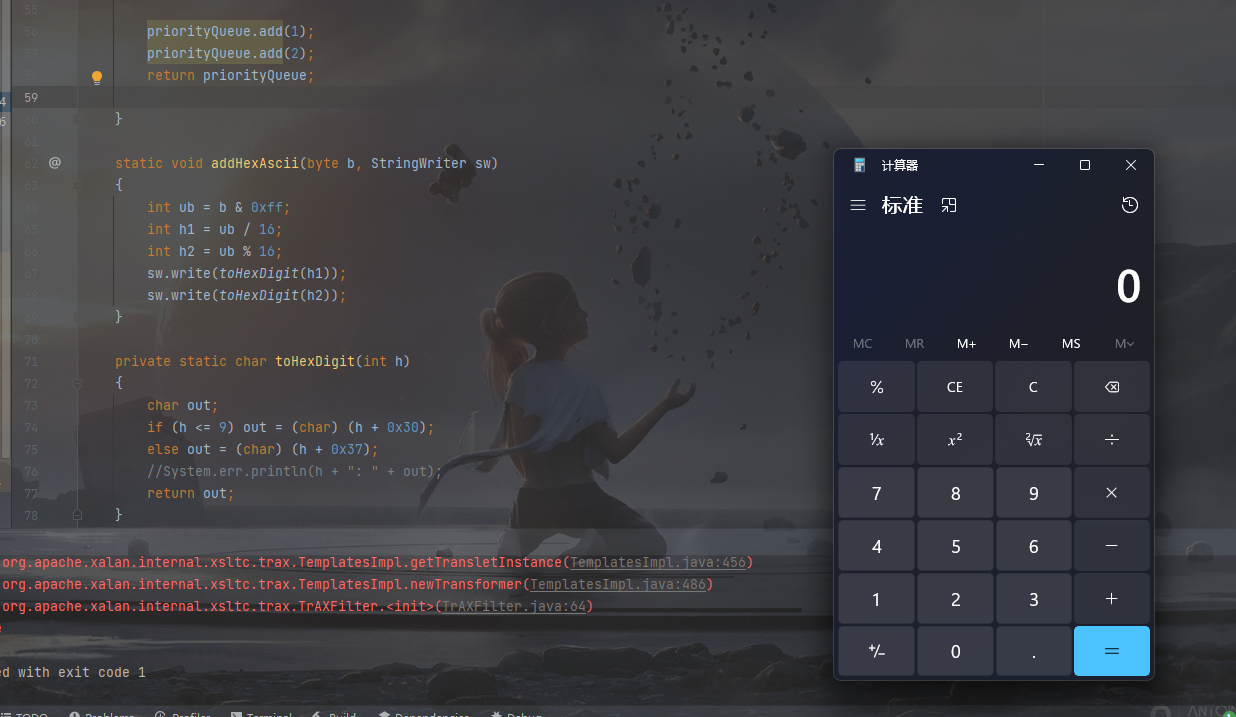 55
56 priorityQueue.add(1);
57 priorityQueue.add(2);
58 return priorityQueue;
59
60 }
61
62 @ static void addHexAscii(byte b, StringWriter sw)
63 {
64 int ub = b & 0xff;
65 int h1 = ub / 16;
66 int h2 = ub % 16;
67 sw.write(toHexDigit(h1));
68 sw.write(toHexDigit(h2));
69 }
70
71 private static char toHexDigit(int h)
72 {
73 char out;
74 if (h <= 9) out = (char) (h + 0x30);
75 else out = (char) (h + 0x37);
76 //System.err.println(h + ": " + out);
77 return out;
78 }
org.apache.xalan.internal.xsltc.trax.TemplatesImpl.getTransletInstance(TemplatesImpl.java:456)
org.apache.xalan.internal.xsltc.trax.TemplatesImpl.newTransformer(TemplatesImpl.java:486)
org.apache.xalan.internal.xsltc.trax.TrAXFilter.<init>(TrAXFilter.java:64)
ed with exit code 1
TODO Problems Profiler Terminal Build Dependencies Debug
计算器
标准
0
MC MR M+ M− MS M
% CE C
⅟x x² ²√x ÷
7 8 9 ×
4 5 6 −
1 2 3 +
+/− 0 . =